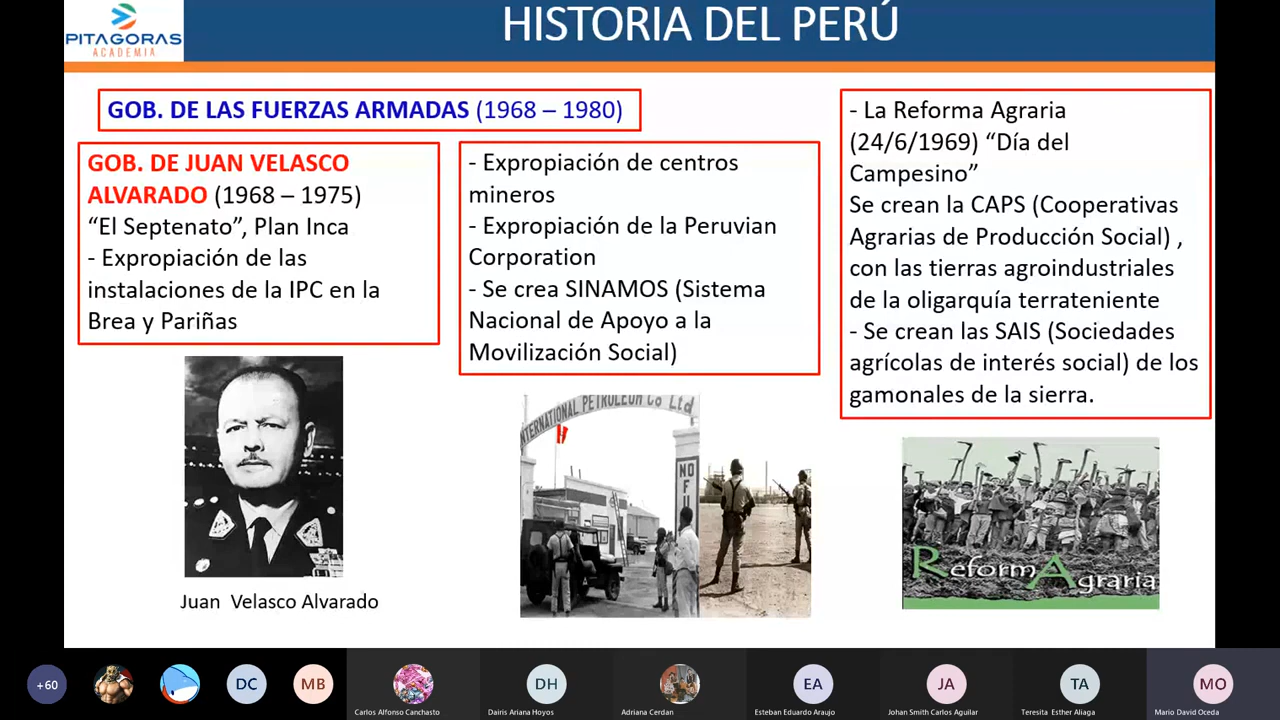 PITAGORAS
ACADEMIA
HISTORIA DEL PERÚ
GOB. DE LAS FUERZAS ARMADAS (1968 – 1980)
GOB. DE JUAN VELASCO
ALVARADO (1968 – 1975)
“El Septenato”, Plan Inca
- Expropiación de las
instalaciones de la IPC en la
Brea y Pariñas
Juan Velasco Alvarado
- Expropiación de centros
mineros
- Expropiación de la Peruvian
Corporation
- Se crea SINAMOS (Sistema
Nacional de Apoyo a la
Movilización Social)
INTERNATIONAL PETROLEUM Co Ltd
NO
- La Reforma Agraria
(24/6/1969) “Día del
Campesino”
Se crean la CAPS (Cooperativas
Agrarias de Producción Social) ,
con las tierras agroindustriales
de la oligarquía terrateniente
- Se crean las SAIS (Sociedades
agrícolas de interés social) de los
gamonales de la sierra.
Reforma Agraria
+60
DC
MB
Carlos Alfonso Canchasto
DH
Dairis Ariana Hoyos
Adriana Cerdan
EA
Esteban Eduardo Araujo
JA
Johan Smith Carlos Aguilar
TA
Teresita Esther Aliaga
MO
Mario David Oceda